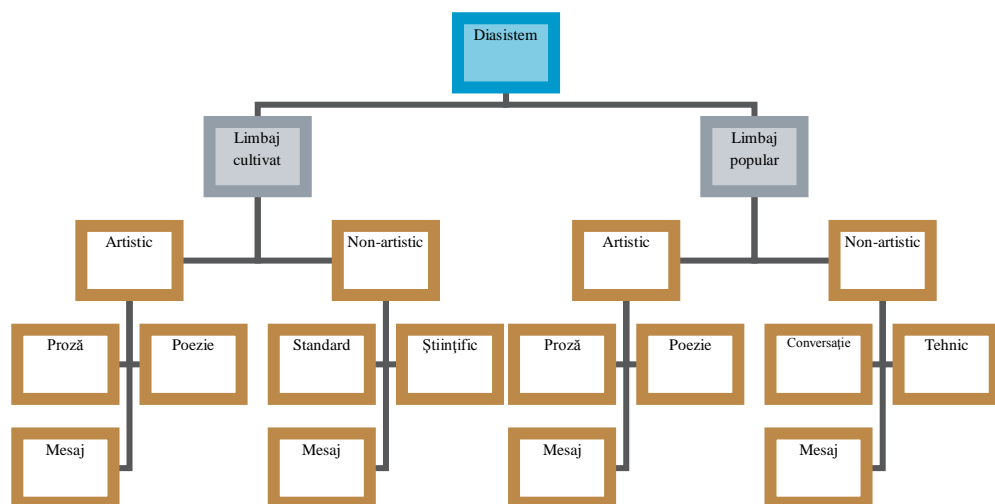 Diasistem
Limbaj
cultivat
Limbaj
popular
Artistic
Non-artistic
Artistic
Non-artistic
Proză
Poezie
Standard
Științific
Proză
Poezie
Conversație
Tehnic
Mesaj
Mesaj
Mesaj
Mesaj